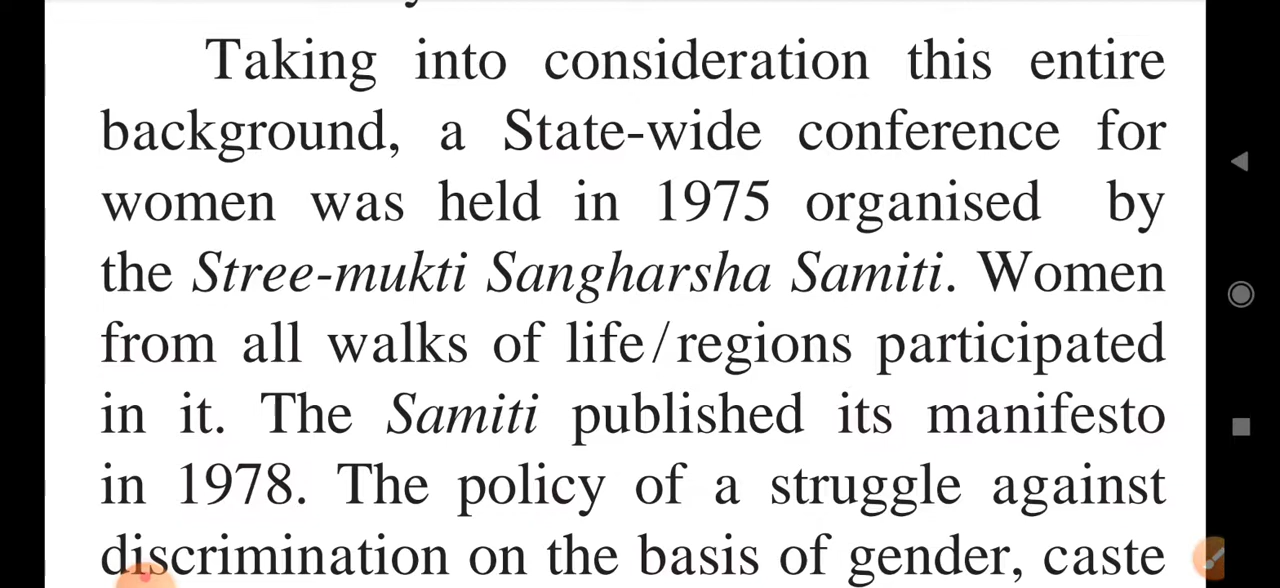 Taking into consideration this entire
background, a State-wide conference for
women was held in 1975 organised by
the Stree-mukti Sangharsha Samiti. Women
from all walks of life/regions participated
in it. The Samiti published its manifesto
in 1978. The policy of a struggle against
discrimination on the basis of gender, caste